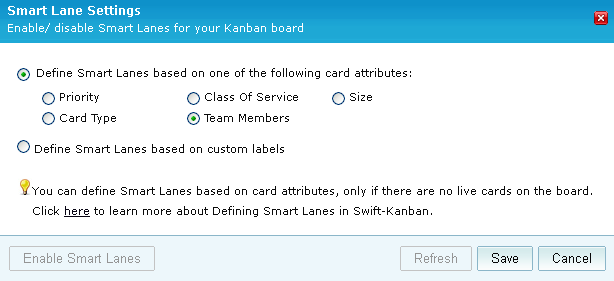 Smart Lane Settings
Enable/ disable Smart Lanes for your Kanban board
Define Smart Lanes based on one of the following card attributes:
Priority Class Of Service Size
Card Type Team Members
Define Smart Lanes based on custom labels
You can define Smart Lanes based on card attributes, only if there are no live cards on the board.
Click here to learn more about Defining Smart Lanes in Swift-Kanban.
Enable Smart Lanes Refresh Save Cancel